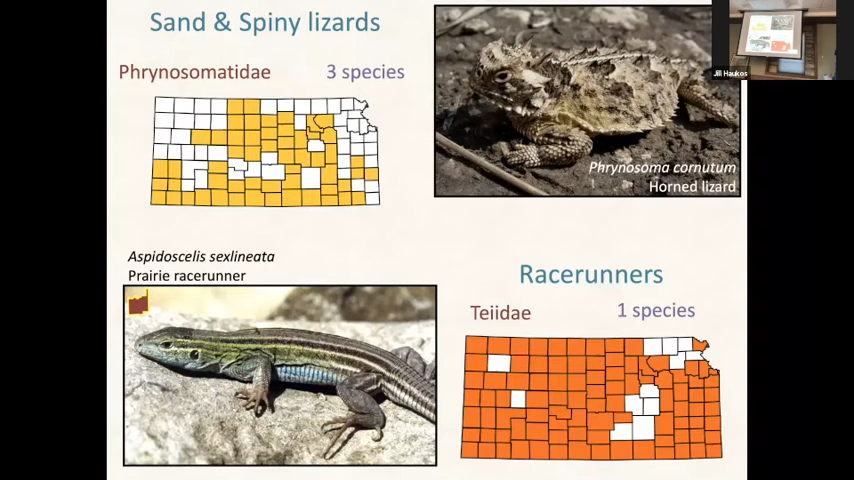 Sand & Spiny lizards
Phrynosomatidae
3 species
Jill Haukos
Phrynosoma cornutum
Horned lizard
Aspidoscelis sexlineata
Prairie racerunner
Racerunners
Teiidae
1 species